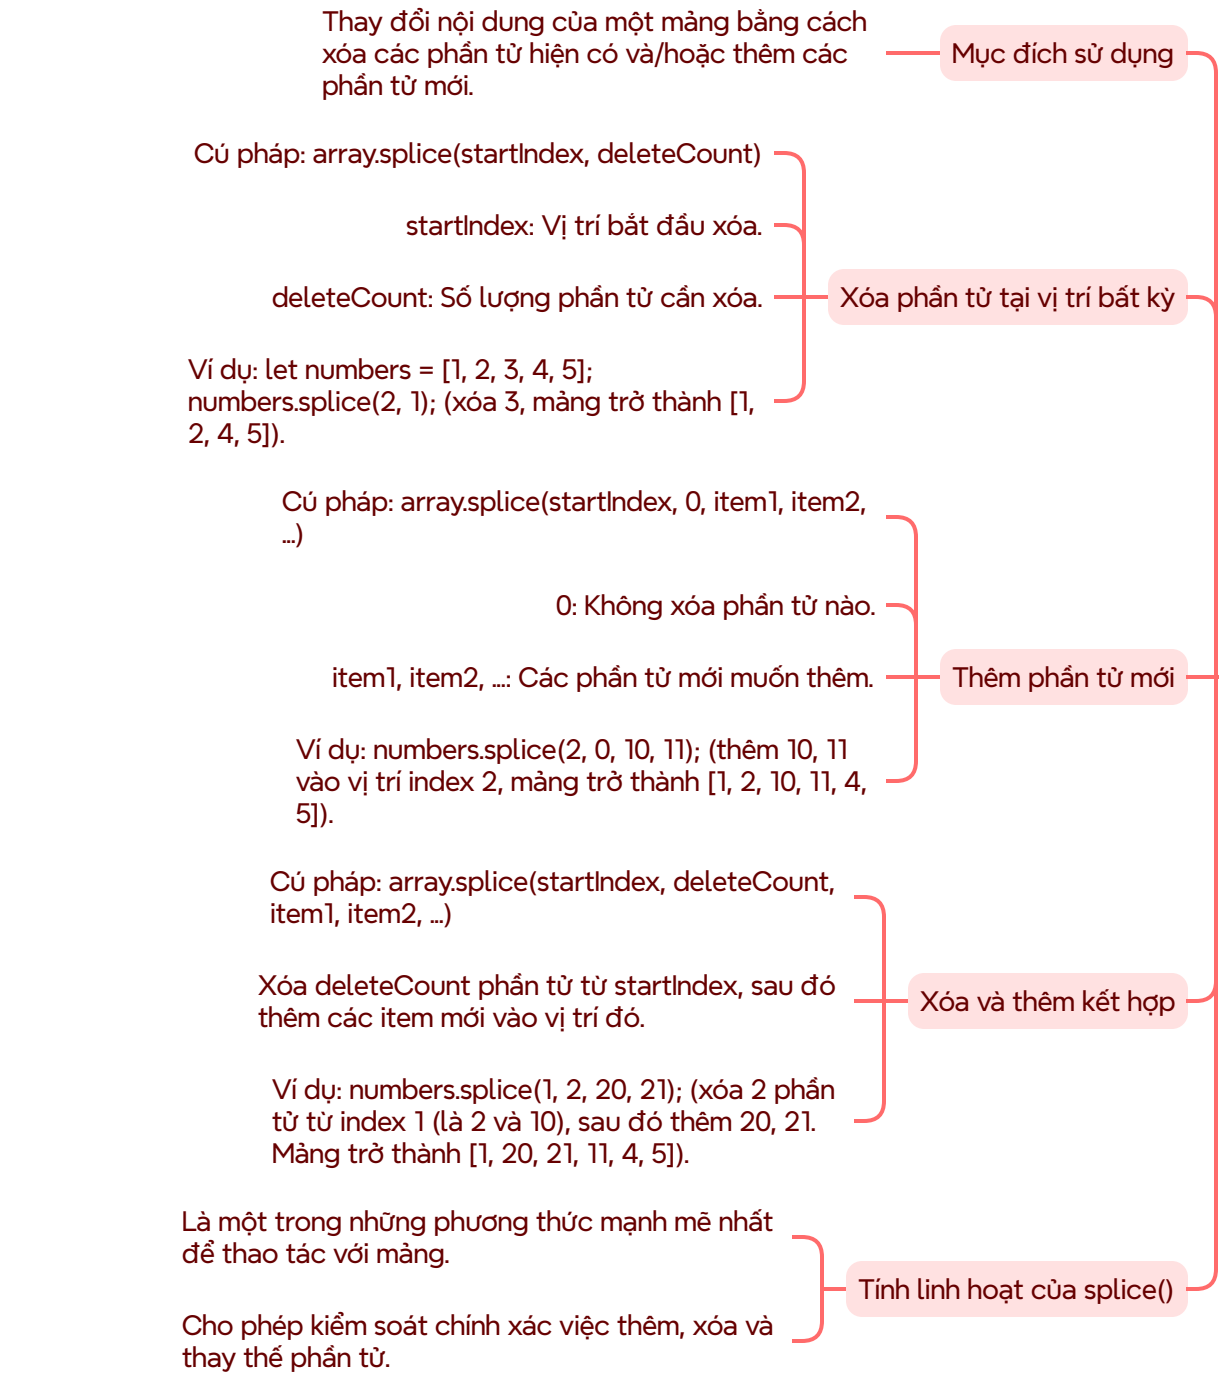 Thay đổi nội dung của một mảng bằng cách
xóa các phần tử hiện có và/hoặc thêm các
phần tử mới.
Mục đích sử dụng
Cú pháp: array.splice(startIndex, deleteCount)
startIndex: Vị trí bắt đầu xóa.
deleteCount: Số lượng phần tử cần xóa.
Xóa phần tử tại vị trí bất kỳ
Ví dụ: let numbers = [1, 2, 3, 4, 5];
numbers.splice(2, 1); (xóa 3, mảng trở thành [1,
2, 4, 5]).
Cú pháp: array.splice(startIndex, 0, item1, item2,
...)
0: Không xóa phần tử nào.
item1, item2, ...: Các phần tử mới muốn thêm.
Thêm phần tử mới
Ví dụ: numbers.splice(2, 0, 10, 11); (thêm 10, 11
vào vị trí index 2, mảng trở thành [1, 2, 10, 11, 4,
5]).
Cú pháp: array.splice(startIndex, deleteCount,
item1, item2, ...)
Xóa deleteCount phần tử từ startIndex, sau đó
thêm các item mới vào vị trí đó.
Xóa và thêm kết hợp
Ví dụ: numbers.splice(1, 2, 20, 21); (xóa 2 phần
tử từ index 1 (là 2 và 10), sau đó thêm 20, 21.
Mảng trở thành [1, 20, 21, 11, 4, 5]).
Là một trong những phương thức mạnh mẽ nhất
để thao tác với mảng.
Tính linh hoạt của splice()
Cho phép kiểm soát chính xác việc thêm, xóa và
thay thế phần tử.